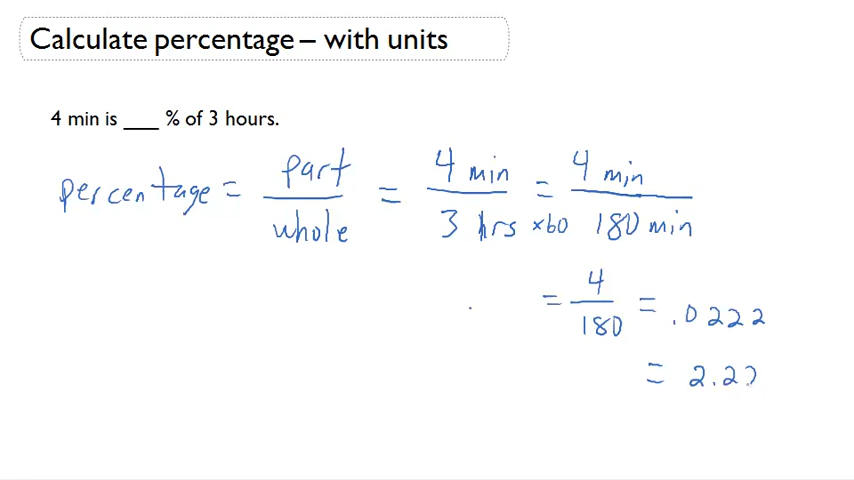 Calculate percentage – with units
4 min is ___ % of 3 hours.
percentage = part / whole = 4 min / 3 hrs ×60 = 4 min / 180 min
= 4 / 180 = .0222
= 2.22